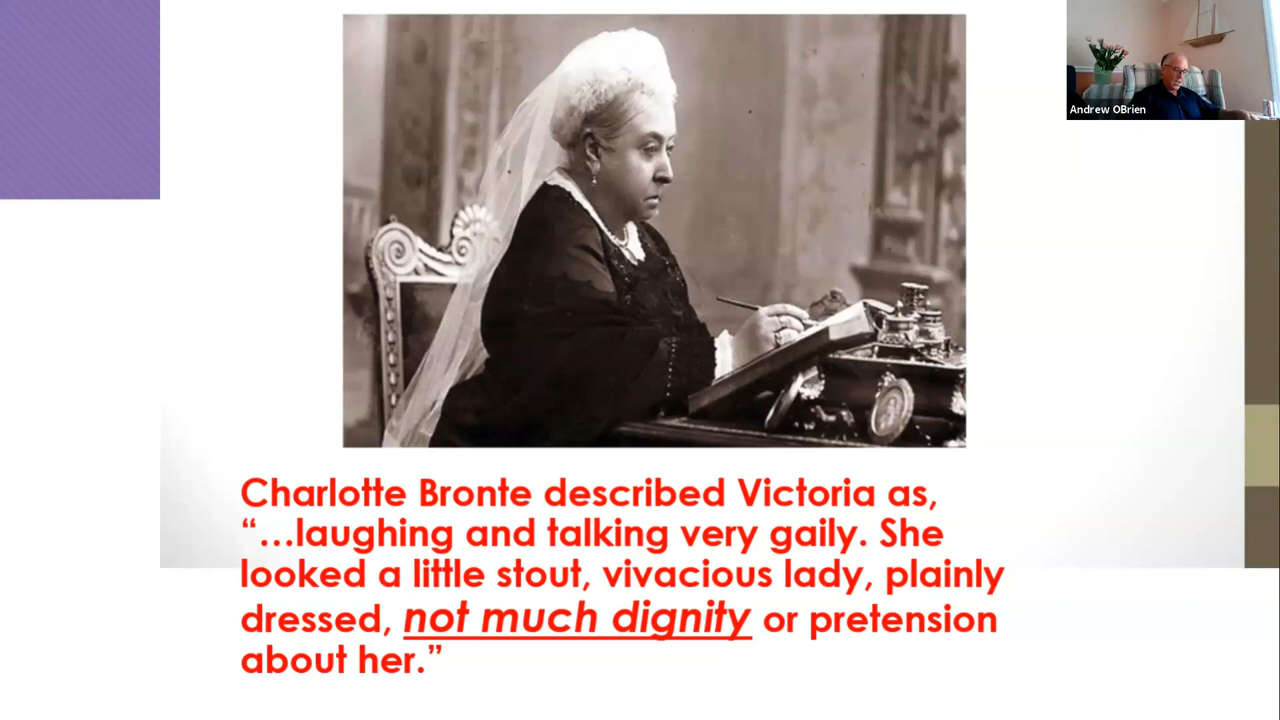 Andrew OBrien
Charlotte Bronte described Victoria as,
“...laughing and talking very gaily. She
looked a little stout, vivacious lady, plainly
dressed, not much dignity or pretension
about her.”